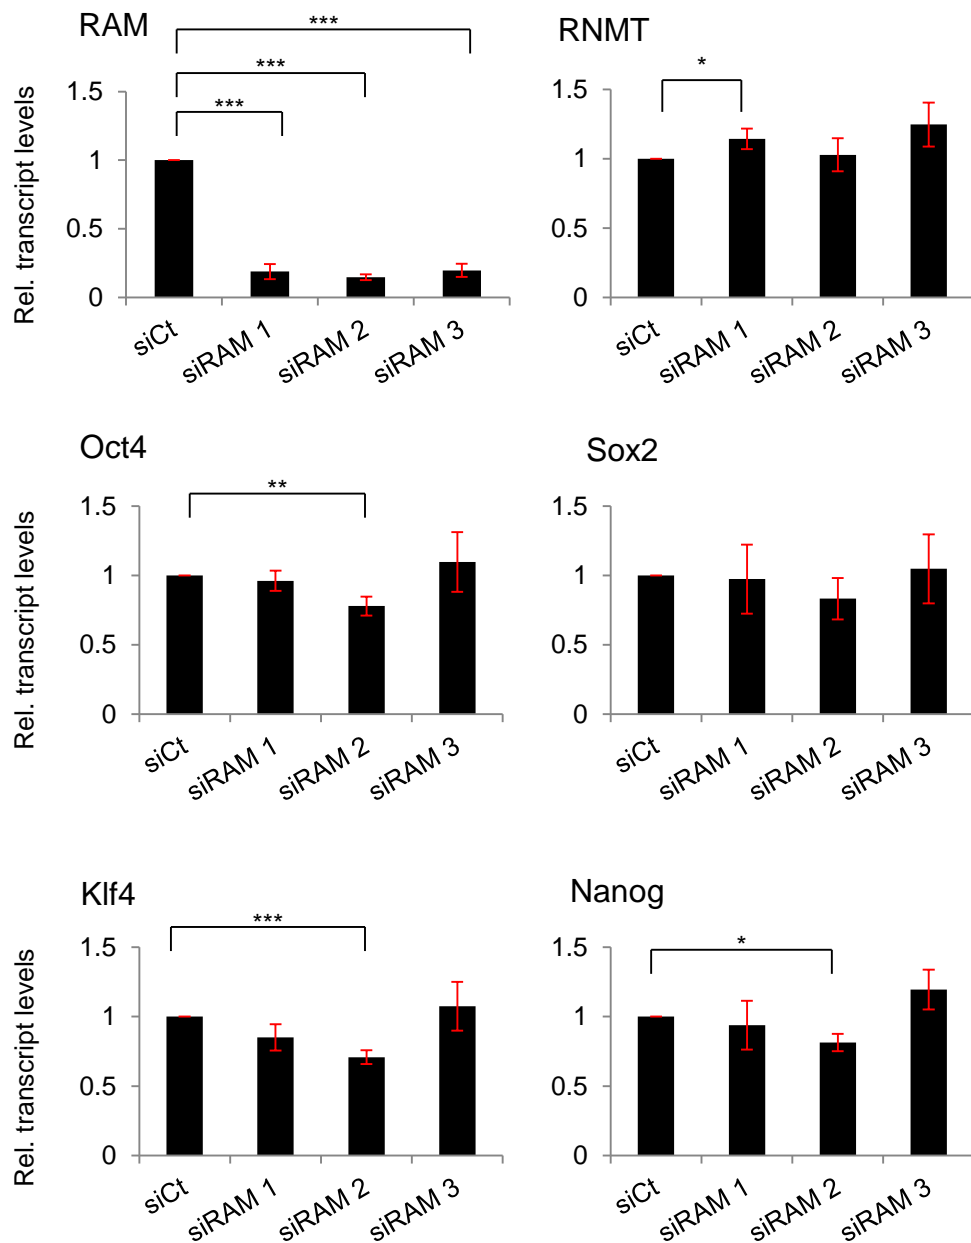 RAM
***
***
***
Rel. transcript levels
1.5
1
0.5
0
siCt
siRAM 1
siRAM 2
siRAM 3
RNMT
*
1.5
1
0.5
0
siCt
siRAM 1
siRAM 2
siRAM 3
Oct4
**
Rel. transcript levels
1.5
1
0.5
0
siCt
siRAM 1
siRAM 2
siRAM 3
Sox2
1.5
1
0.5
0
siCt
siRAM 1
siRAM 2
siRAM 3
Klf4
***
Rel. transcript levels
1.5
1
0.5
0
siCt
siRAM 1
siRAM 2
siRAM 3
Nanog
*
1.5
1
0.5
0
siCt
siRAM 1
siRAM 2
siRAM 3